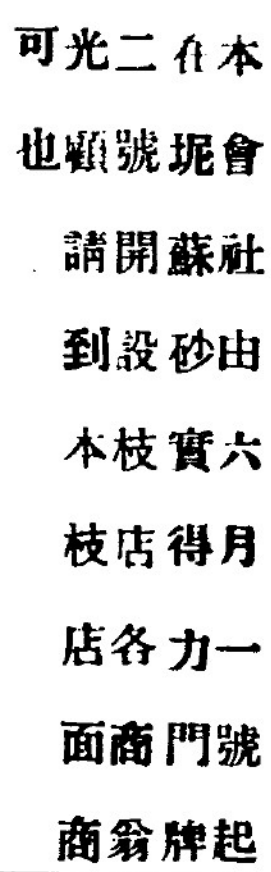 本會社由六月一號起
在坭蘇砂實得力門牌
二號開設枝店各商翁
光顧請到本枝店面商
可也